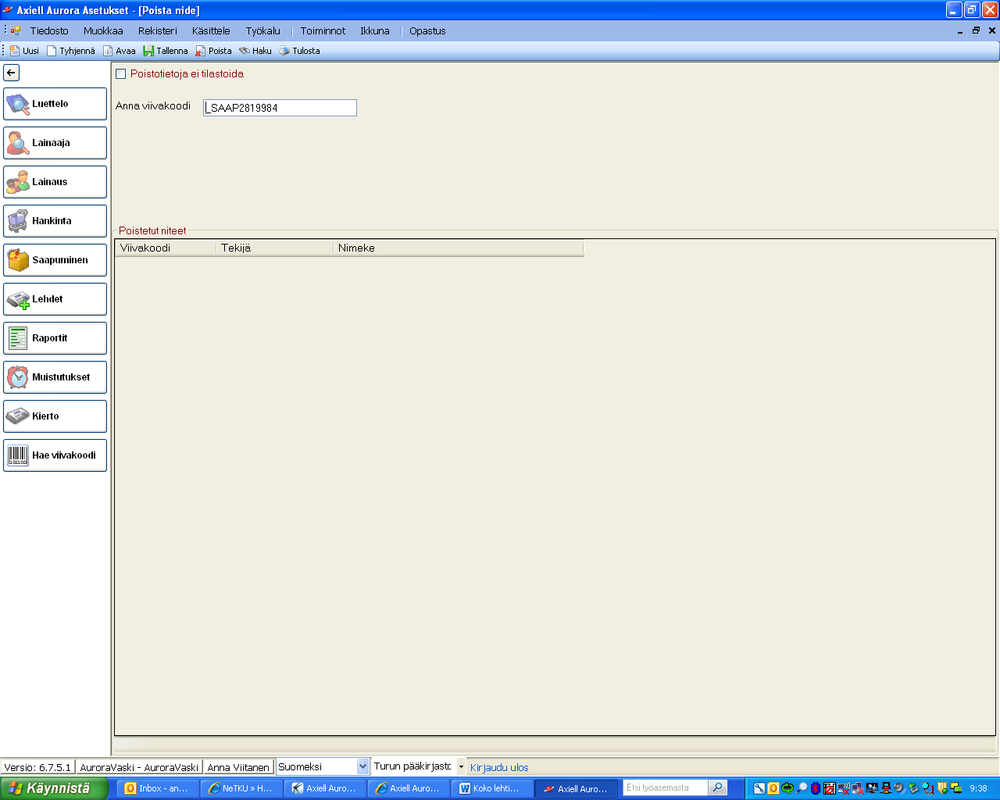 Axiell Aurora Asetukset - [Poista nide]
Tiedosto Muokkaa Rekisteri Käsittele Työkalu Toiminnot Ikkuna Opastus
Uusi Tyhjennä Avaa Tallenna Poista Haku Tulosta
Poistotietoja ei tilastoida
Anna viivakoodi _SAAP2819984
Luettelo
Lainaaja
Lainaus
Hankinta
Saapuminen
Lehdet
Raportit
Muistutukset
Kierto
Hae viivakoodi
Poistetut niteet
Viivakoodi Tekijä Nimeke
Versio: 6.7.5.1 AuroraVaski - AuroraVaski Anna Viitanen Suomeksi Turun pääkirjasto Kirjaudu ulos
Käynnistä Inbox - an... NeTKU » H... Axiell Auro... Axiell Auro... Koko lehti... Axiell Auro... Etsi työasemasta 9:38